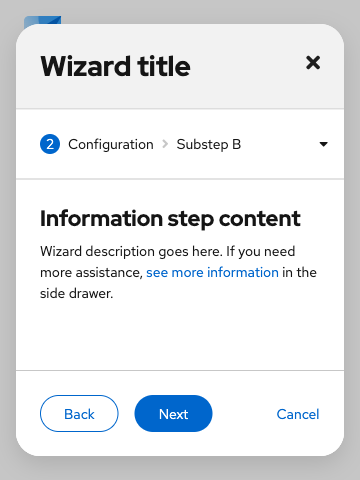 Wizard title
2 Configuration Substep B
Information step content
Wizard description goes here. If you need
more assistance, see more information in the
side drawer.
Back Next Cancel